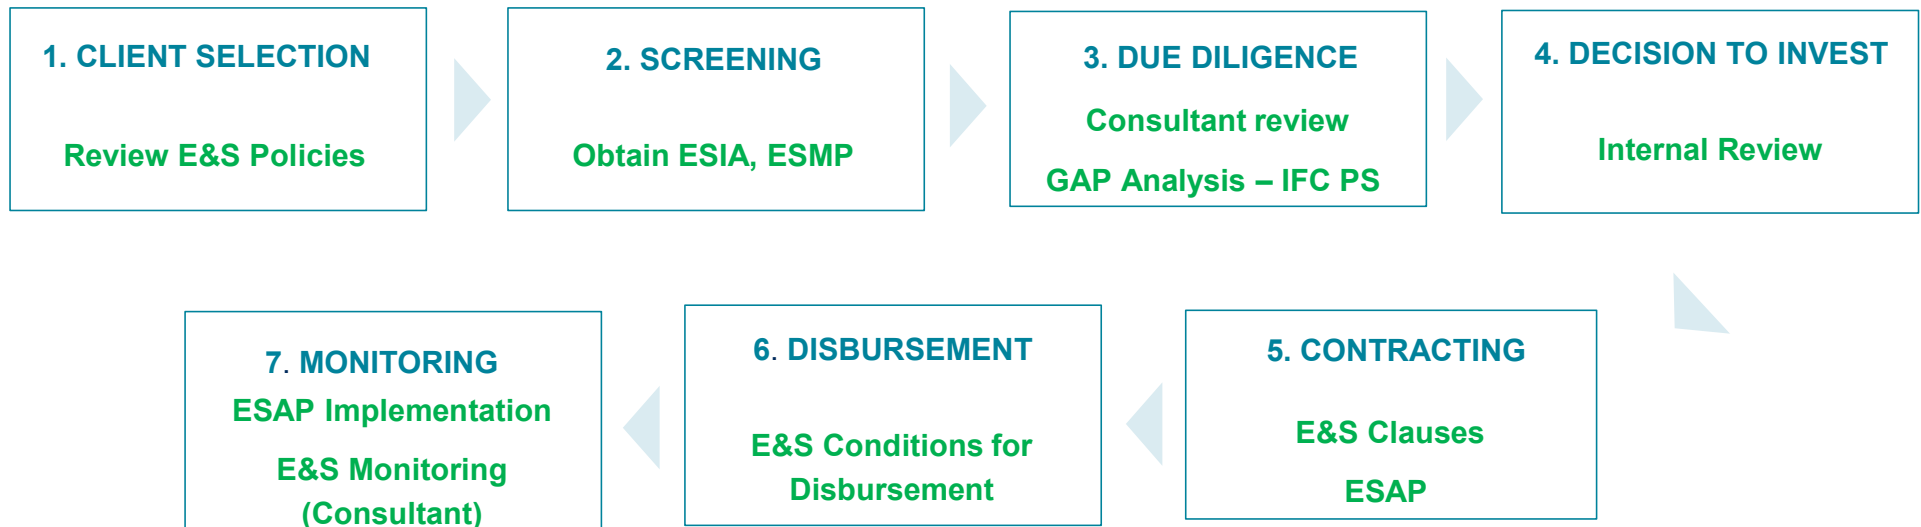 1. CLIENT SELECTION
Review E&S Policies
2. SCREENING
Obtain ESIA, ESMP
3. DUE DILIGENCE
Consultant review
GAP Analysis – IFC PS
4. DECISION TO INVEST
Internal Review
5. CONTRACTING
E&S Clauses
ESAP
6. DISBURSEMENT
E&S Conditions for
Disbursement
7. MONITORING
ESAP Implementation
E&S Monitoring
(Consultant)